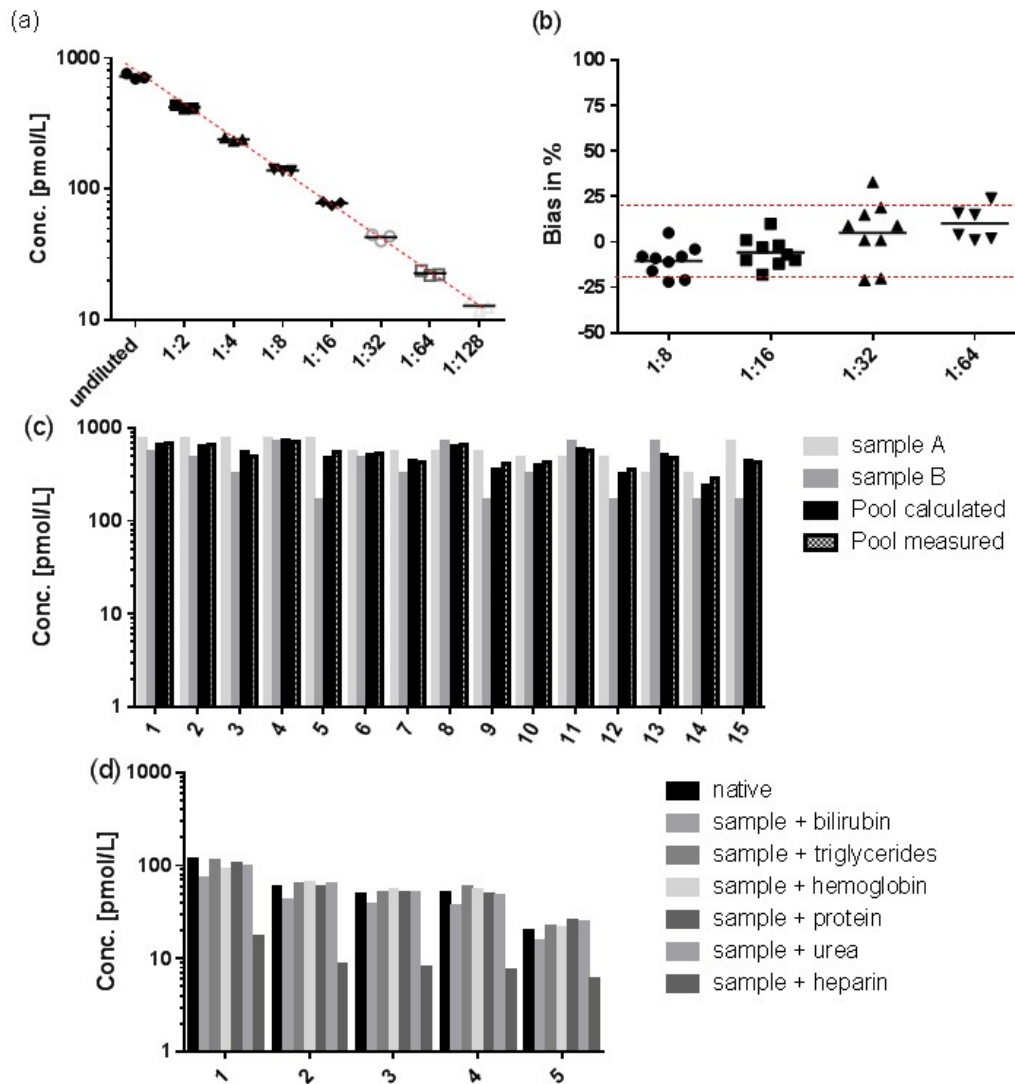 (a)
Conc. [pmol/L]
1000
100
10
undiluted
1:2
1:4
1:8
1:16
1:32
1:64
1:128
(b)
Bias in %
100
75
50
25
0
-25
-50
1:8
1:16
1:32
1:64
(c)
Conc. [pmol/L]
1000
100
10
1
1
2
3
4
5
6
7
8
9
10
11
12
13
14
15
sample A
sample B
Pool calculated
Pool measured
(d)
Conc. [pmol/L]
1000
100
10
1
1
2
3
4
5
native
sample + bilirubin
sample + triglycerides
sample + hemoglobin
sample + protein
sample + urea
sample + heparin